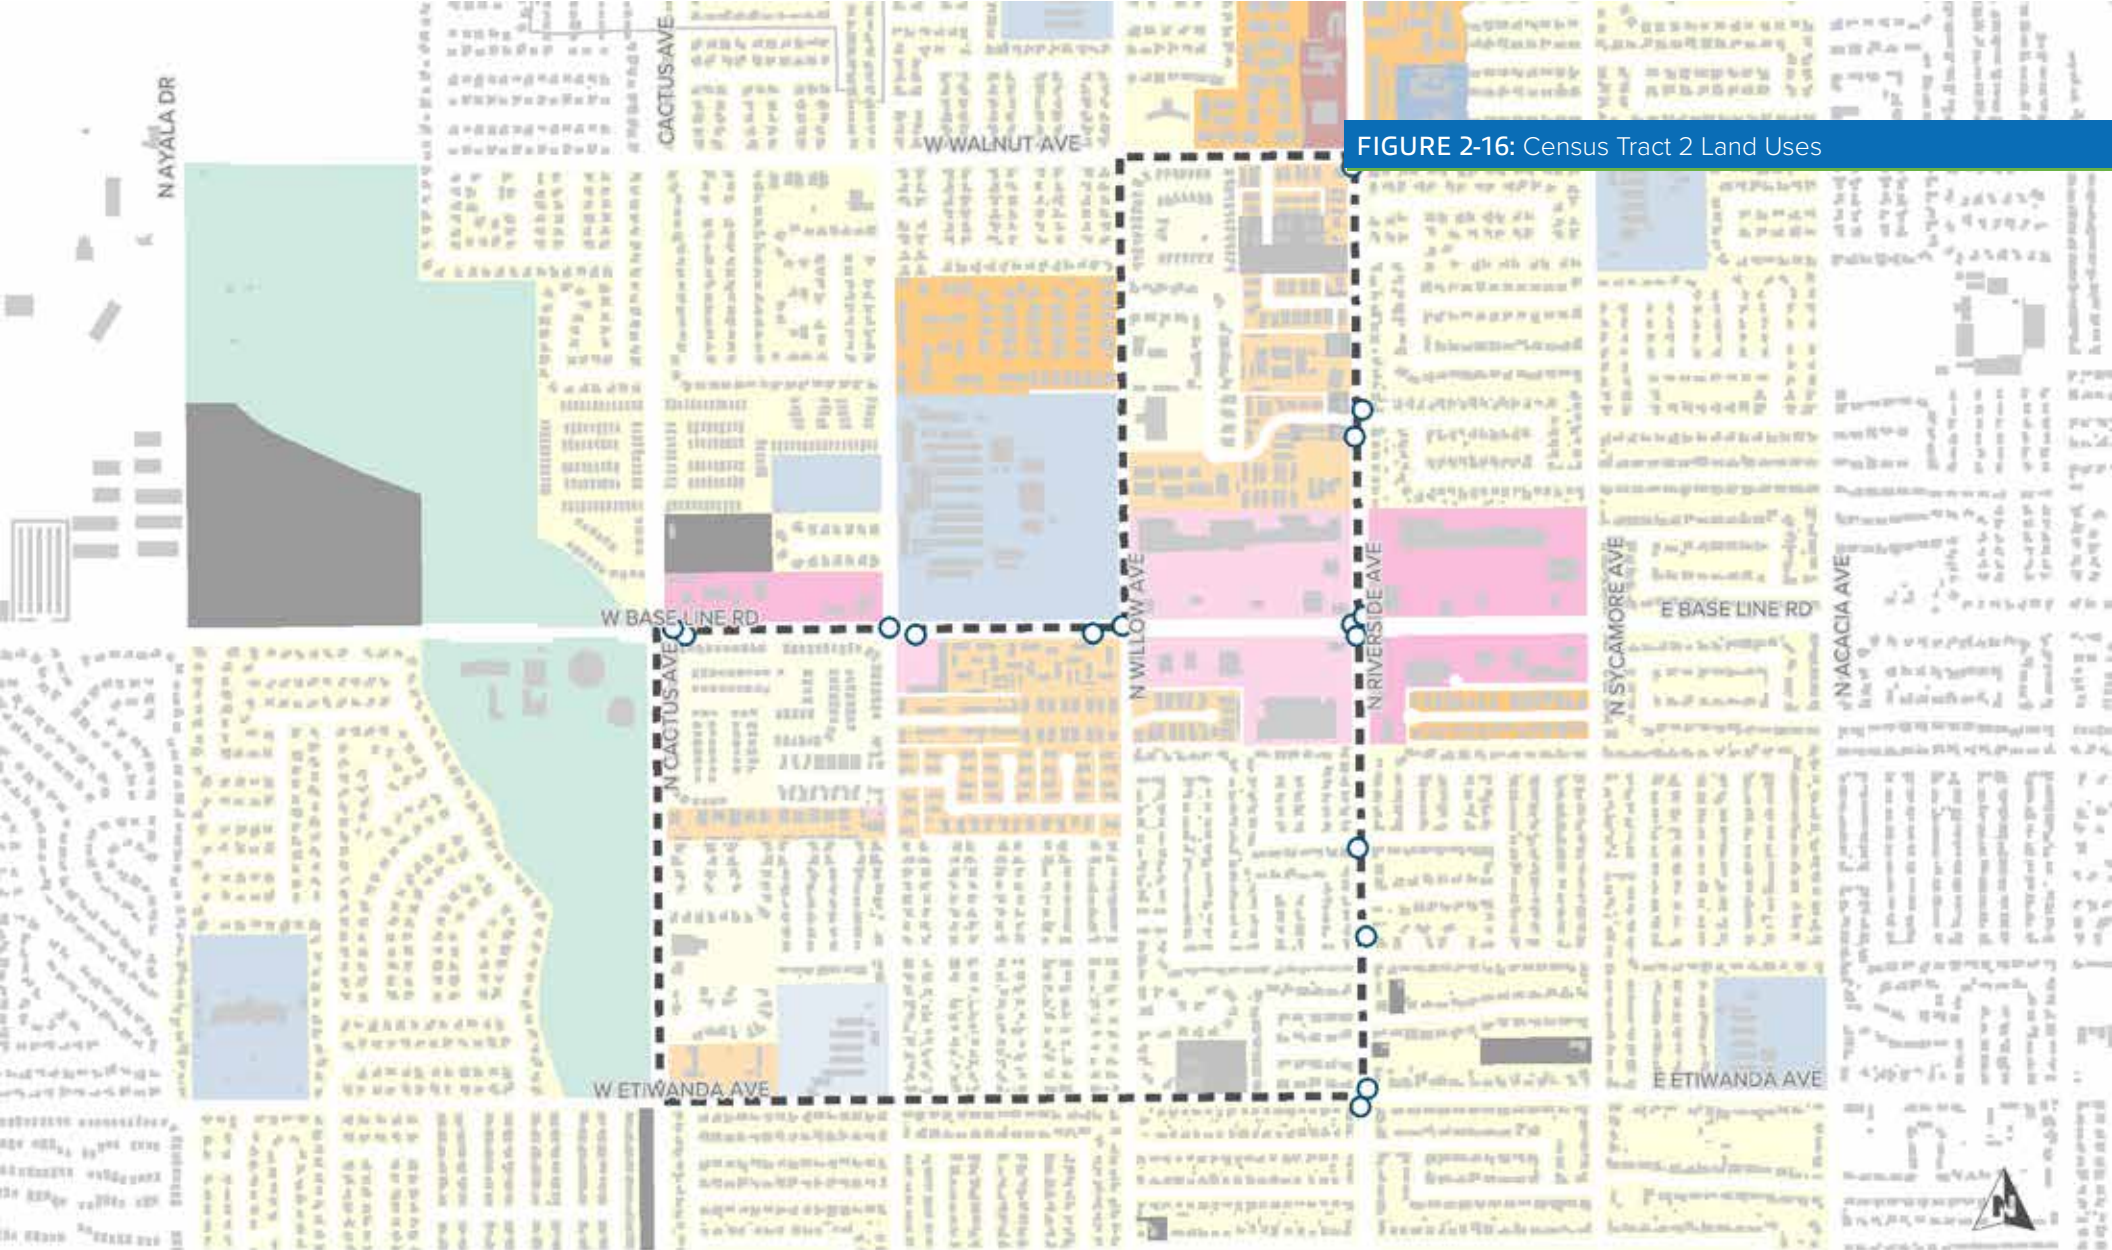 FIGURE 2-16: Census Tract 2 Land Uses
N AYALA DR
CACTUS AVE
W WALNUT AVE
W BASE LINE RD
N CACTUS AVE
N WILLOW AVE
N RIVERSIDE AVE
N SYCAMORE AVE
E BASE LINE RD
N ACACIA AVE
W ETIWANDA AVE
E ETIWANDA AVE
N